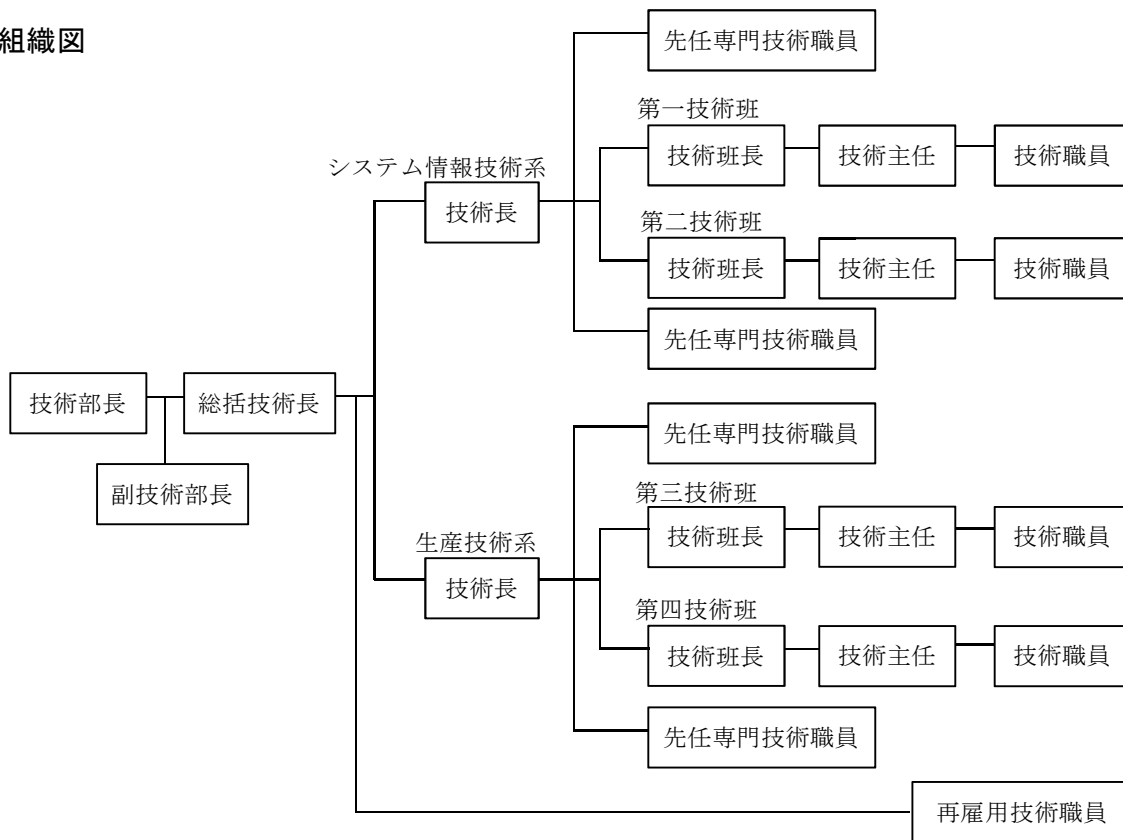 組織図
先任専門技術職員
第一技術班
技術班長 技術主任 技術職員
システム情報技術系
技術長
第二技術班
技術班長 技術主任 技術職員
先任専門技術職員
技術部長 総括技術長
副技術部長
先任専門技術職員
第三技術班
技術班長 技術主任 技術職員
生産技術系
技術長
第四技術班
技術班長 技術主任 技術職員
先任専門技術職員
再雇用技術職員